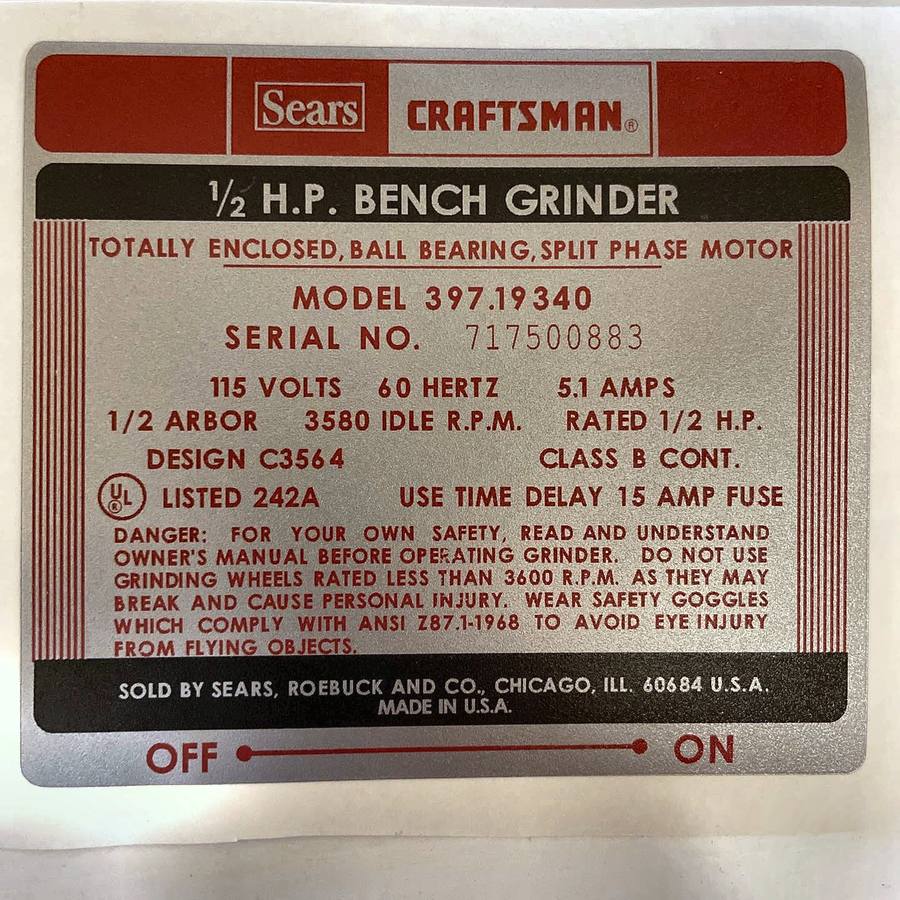 Sears CRAFTSMAN®
1/2 H.P. BENCH GRINDER
TOTALLY ENCLOSED, BALL BEARING, SPLIT PHASE MOTOR
MODEL 397.19340
SERIAL NO. 717500883
115 VOLTS 60 HERTZ 5.1 AMPS
1/2 ARBOR 3580 IDLE R.P.M. RATED 1/2 H.P.
DESIGN C3564 CLASS B CONT.
UL® LISTED 242A USE TIME DELAY 15 AMP FUSE
DANGER: FOR YOUR OWN SAFETY, READ AND UNDERSTAND
OWNER'S MANUAL BEFORE OPERATING GRINDER. DO NOT USE
GRINDING WHEELS RATED LESS THAN 3600 R.P.M. AS THEY MAY
BREAK AND CAUSE PERSONAL INJURY. WEAR SAFETY GOGGLES
WHICH COMPLY WITH ANSI Z87.1-1968 TO AVOID EYE INJURY
FROM FLYING OBJECTS.
SOLD BY SEARS, ROEBUCK AND CO., CHICAGO, ILL. 60684 U.S.A.
MADE IN U.S.A.
OFF ON